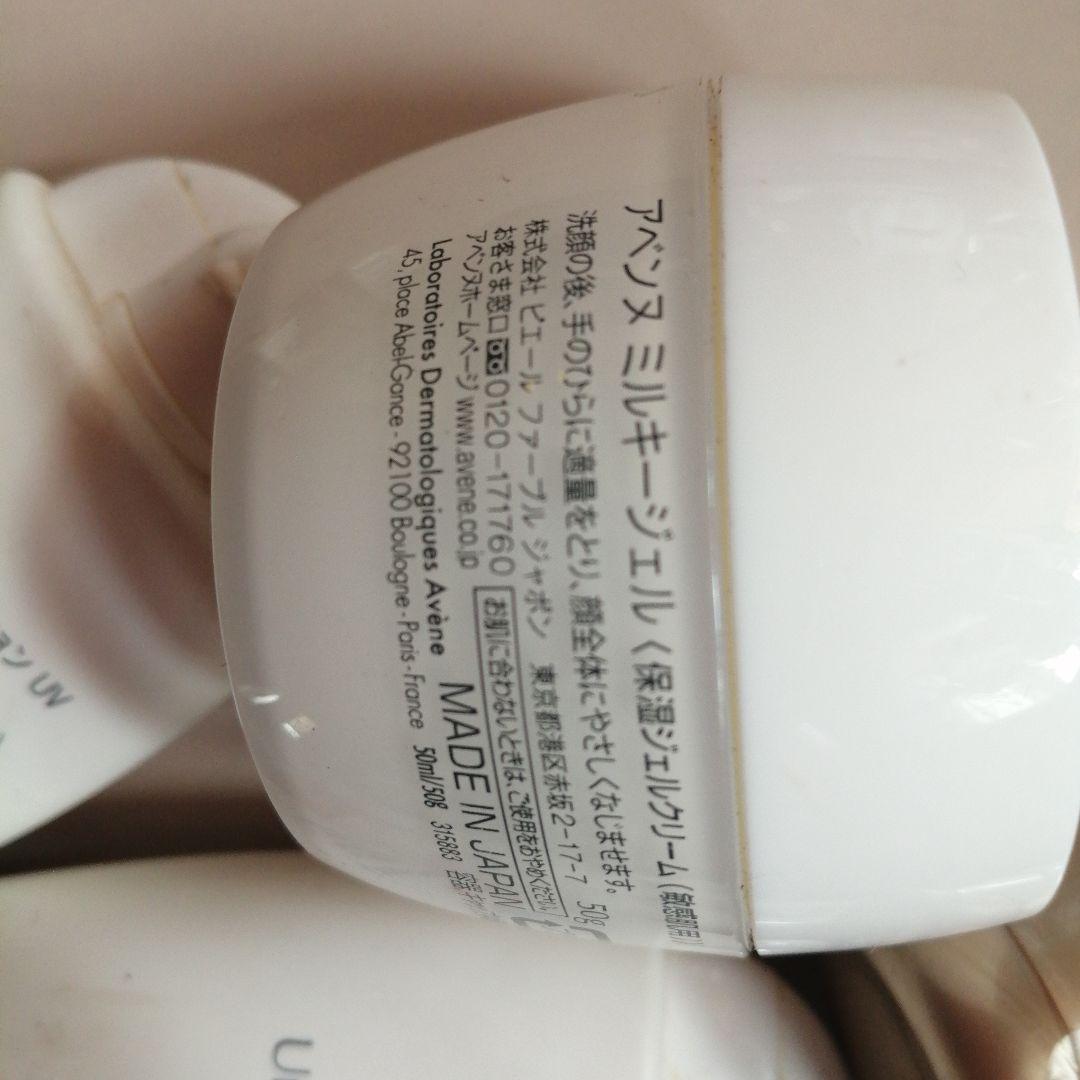 アベンヌ ミルキージェル〈保湿ジェルクリーム(敏感肌用)
洗顔の後、手のひらに適量をとり、顔全体にやさしくなじませます。 50g
株式会社 ピエール ファーブル ジャポン 東京都港区赤坂2-17-7
お客さま窓口 0120-171760 お肌に合わないときは、ご使用をおやめください。
アベンヌホームページ www.avene.co.jp MADE IN JAPAN
Laboratoires Dermatologiques Avène
45, place Abel-Gance - 92100 Boulogne - Paris - France 50ml/50g 315883
ョン UV
U